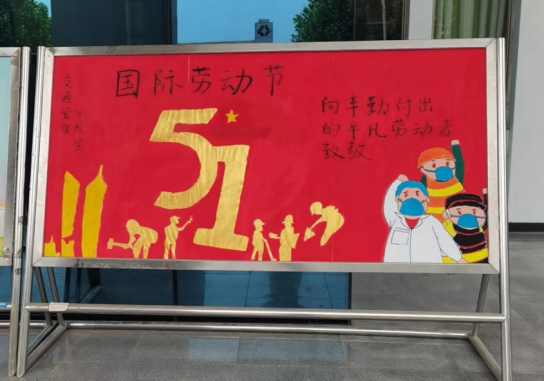 国际劳动节
51
向辛勤付出
的平凡劳动者
致敬